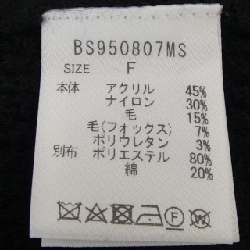 BS950807MS
SIZE F
本体 アクリル 45%
ナイロン 30%
毛 15%
毛(フォックス) 7%
ポリウレタン 3%
別布 ポリエステル 80%
綿 20%
F